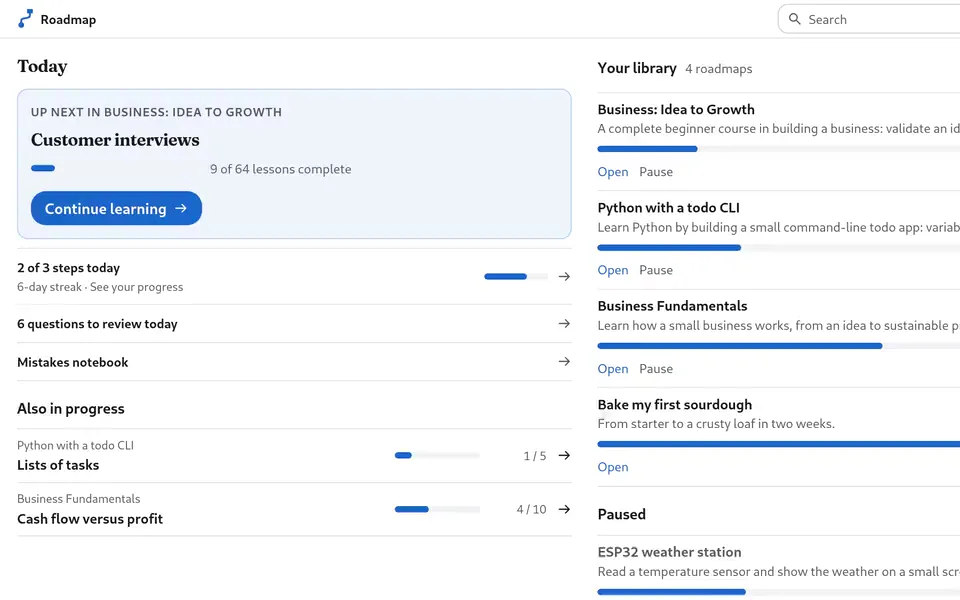 Roadmap
Search
Today
UP NEXT IN BUSINESS: IDEA TO GROWTH
Customer interviews
9 of 64 lessons complete
Continue learning →
2 of 3 steps today
6-day streak · See your progress
6 questions to review today
Mistakes notebook
Also in progress
Python with a todo CLI
Lists of tasks
1 / 5
Business Fundamentals
Cash flow versus profit
4 / 10
Your library 4 roadmaps
Business: Idea to Growth
A complete beginner course in building a business: validate an
Open Pause
Python with a todo CLI
Learn Python by building a small command-line todo app:
Open Pause
Business Fundamentals
Learn how a small business works, from an idea to sustainable
Open Pause
Bake my first sourdough
From starter to a crusty loaf in two weeks.
Open
Paused
ESP32 weather station
Read a temperature sensor and show the weather on a small